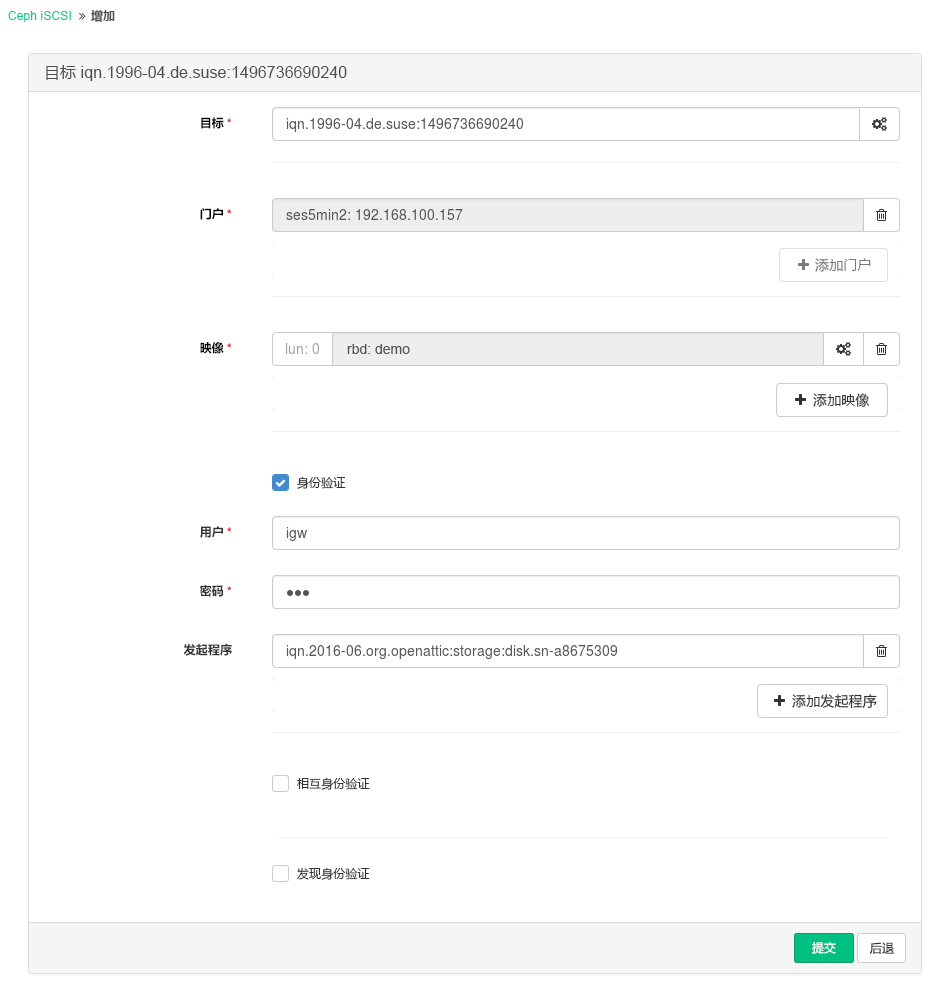 Ceph iSCSI » 增加
目标 iqn.1996-04.de.suse:1496736690240
目标 * iqn.1996-04.de.suse:1496736690240
门户 * ses5min2: 192.168.100.157
添加门户
映像 * lun: 0 rbd: demo
添加映像
身份验证
用户 * igw
密码 * •••
发起程序 iqn.2016-06.org.openattic:storage:disk.sn-a8675309
添加发起程序
相互身份验证
发现身份验证
提交 后退